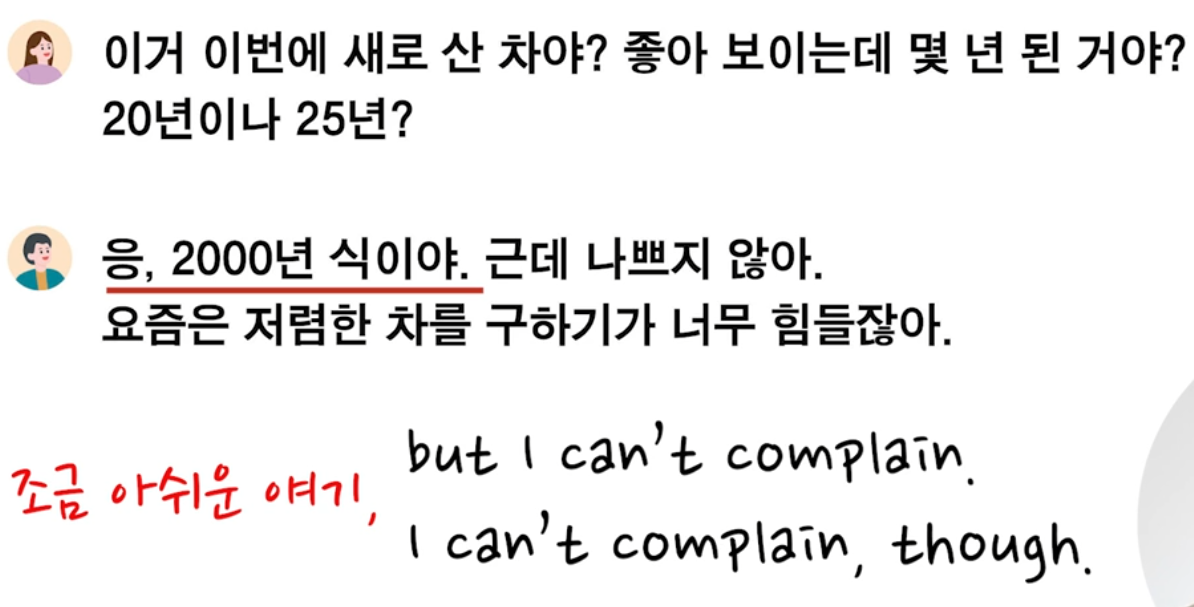 이거 이번에 새로 산 차야? 좋아 보이는데 몇 년 된 거야?
20년이나 25년?
응, 2000년 식이야. 근데 나쁘지 않아.
요즘은 저렴한 차를 구하기가 너무 힘들잖아.
조금 아쉬운 얘기,
but I can't complain.
I can't complain, though.